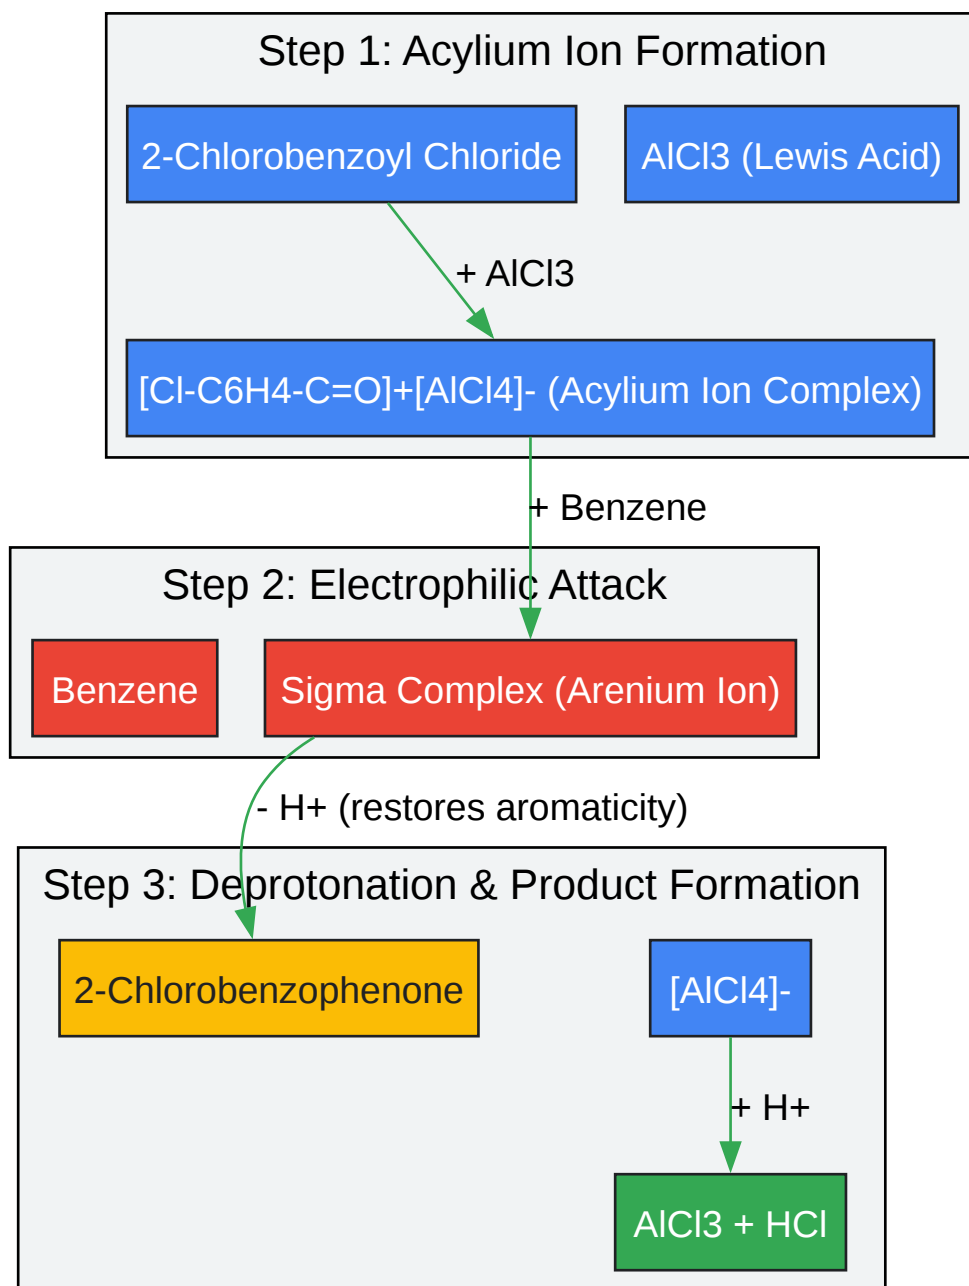 Step 1: Acylium Ion Formation
2-Chlorobenzoyl Chloride
AlCl3 (Lewis Acid)
+ AlCl3
[Cl-C6H4-C=O]+[AlCl4]- (Acylium Ion Complex)
+ Benzene
Step 2: Electrophilic Attack
Benzene
Sigma Complex (Arenium Ion)
- H+ (restores aromaticity)
Step 3: Deprotonation & Product Formation
2-Chlorobenzophenone
[AlCl4]-
+ H+
AlCl3 + HCl